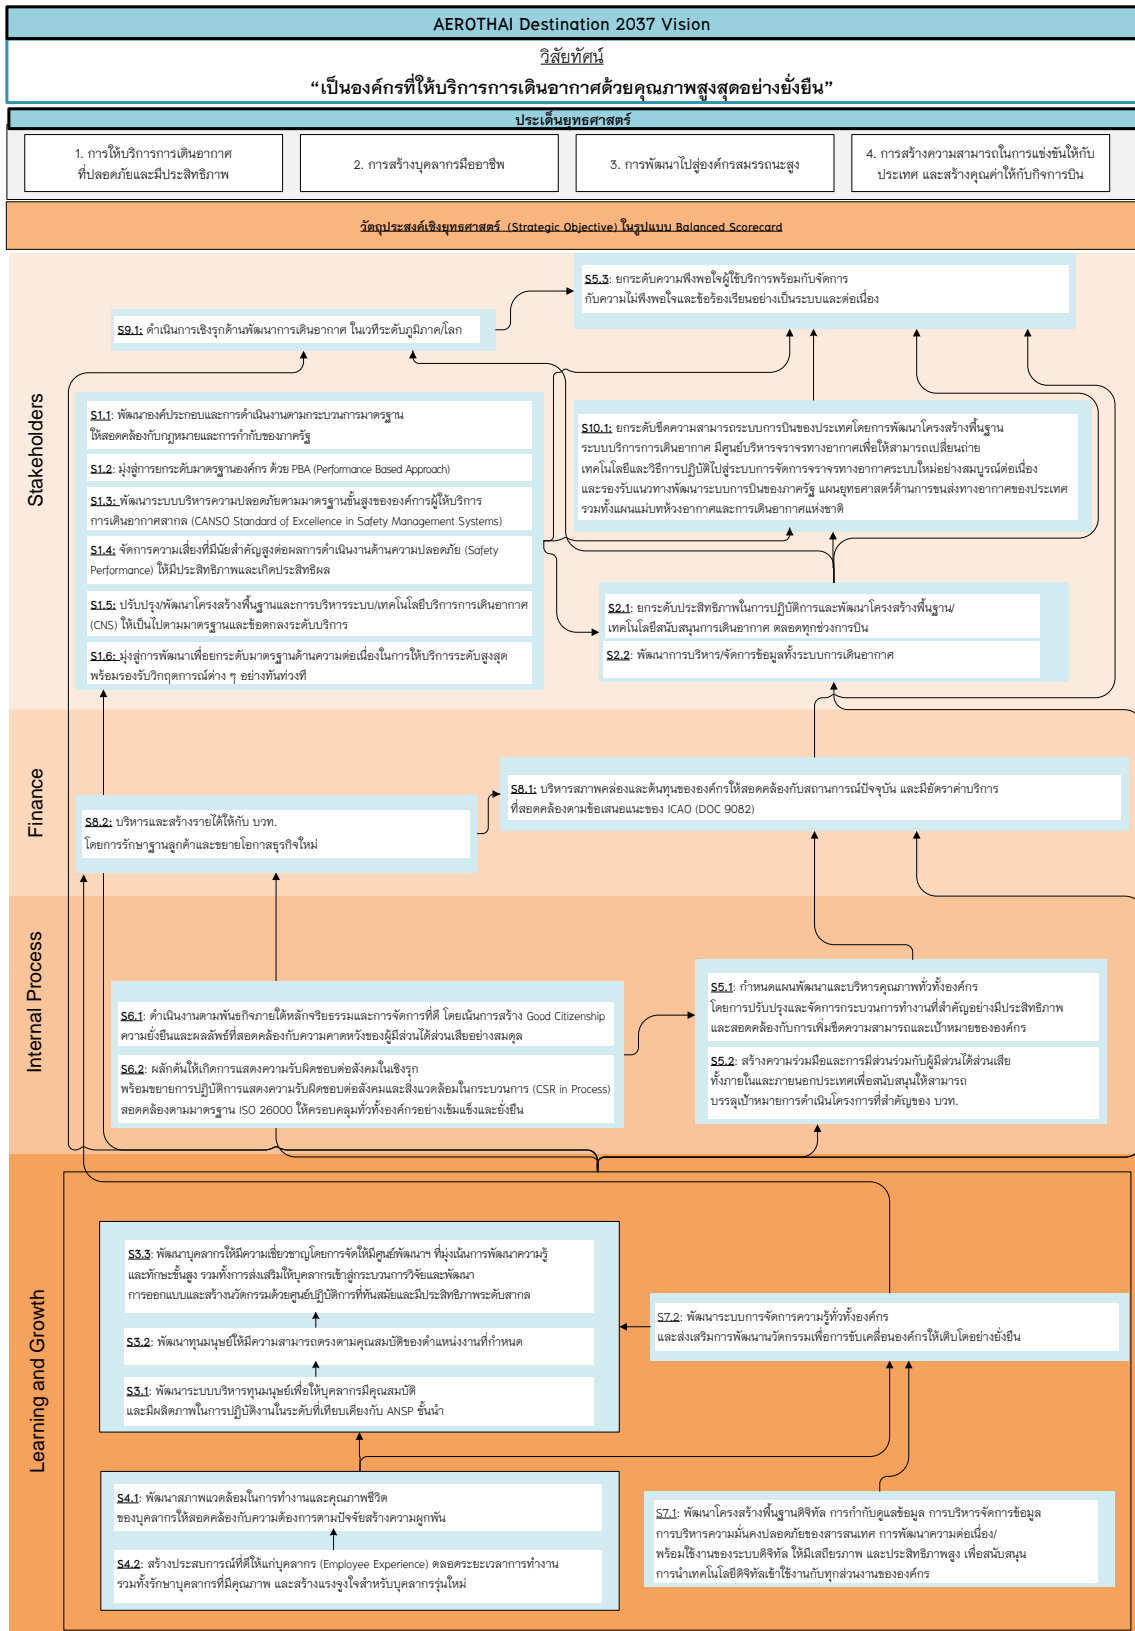 AEROTHAI Destination 2037 Vision
วิสัยทัศน์
“เป็นองค์กรที่ให้บริการการเดินอากาศด้วยคุณภาพสูงสุดอย่างยั่งยืน”
ประเด็นยุทธศาสตร์
1. การให้บริการการเดินอากาศ
ที่ปลอดภัยและมีประสิทธิภาพ
2. การสร้างบุคลากรมืออาชีพ
3. การพัฒนาไปสู่องค์กรสมรรถนะสูง
4. การสร้างความสามารถในการแข่งขันให้กับ
ประเทศ และสร้างคุณค่าให้กับกิจการบิน
วัตถุประสงค์เชิงยุทธศาสตร์ (Strategic Objective) ในรูปแบบ Balanced Scorecard
Stakeholders
S5.3: ยกระดับความพึงพอใจผู้ใช้บริการพร้อมกับจัดการ
กับความไม่พึงพอใจและข้อร้องเรียนอย่างเป็นระบบและต่อเนื่อง
S9.1: ดำเนินการเชิงรุกด้านพัฒนาการเดินอากาศ ในเวทีระดับภูมิภาค/โลก
S1.1: พัฒนาองค์ประกอบและการดำเนินงานตามกระบวนการมาตรฐาน
ให้สอดคล้องกับกฎหมายและการกำกับของภาครัฐ
S1.2: มุ่งสู่การยกระดับมาตรฐานองค์กร ด้วย PBA (Performance Based Approach)
S1.3: พัฒนาระบบบริหารความปลอดภัยตามมาตรฐานขั้นสูงขององค์การผู้ให้บริการ
การเดินอากาศสากล (CANSO Standard of Excellence in Safety Management Systems)
S1.4: จัดการความเสี่ยงที่มีนัยสำคัญสูงต่อผลการดำเนินงานด้านความปลอดภัย (Safety
Performance) ให้มีประสิทธิภาพและเกิดประสิทธิผล
S1.5: ปรับปรุง/พัฒนาโครงสร้างพื้นฐานและการบริหารระบบ/เทคโนโลยีบริการการเดินอากาศ
(CNS) ให้เป็นไปตามมาตรฐานและข้อตกลงระดับบริการ
S1.6: มุ่งสู่การพัฒนาเพื่อยกระดับมาตรฐานด้านความต่อเนื่องในการให้บริการระดับสูงสุด
พร้อมรองรับวิกฤตการณ์ต่าง ๆ อย่างทันท่วงที
S10.1: ยกระดับขีดความสามารถระบบการบินของประเทศโดยการพัฒนาโครงสร้างพื้นฐาน
ระบบบริการการเดินอากาศ มีศูนย์บริหารจราจรทางอากาศเพื่อให้สามารถเปลี่ยนถ่าย
เทคโนโลยีและวิธีการปฏิบัติไปสู่ระบบการจัดการจราจรทางอากาศระบบใหม่อย่างสมบูรณ์ต่อเนื่อง
และรองรับแนวทางพัฒนาระบบการบินของภาครัฐ แผนยุทธศาสตร์ด้านการขนส่งทางอากาศของประเทศ
รวมทั้งแผนแม่บทห้วงอากาศและการเดินอากาศแห่งชาติ
S2.1: ยกระดับประสิทธิภาพในการปฏิบัติการและพัฒนาโครงสร้างพื้นฐาน/
เทคโนโลยีสนับสนุนการเดินอากาศ ตลอดทุกช่วงการบิน
S2.2: พัฒนาการบริหาร/จัดการข้อมูลทั้งระบบการเดินอากาศ
Finance
S8.1: บริหารสภาพคล่องและต้นทุนขององค์กรให้สอดคล้องกับสถานการณ์ปัจจุบัน และมีอัตราค่าบริการ
ที่สอดคล้องตามข้อเสนอแนะของ ICAO (DOC 9082)
S8.2: บริหารและสร้างรายได้ให้กับ บวท.
โดยการรักษาฐานลูกค้าและขยายโอกาสธุรกิจใหม่
Internal Process
S5.1: กำหนดแผนพัฒนาและบริหารคุณภาพทั่วทั้งองค์กร
โดยการปรับปรุงและจัดการกระบวนการทำงานที่สำคัญอย่างมีประสิทธิภาพ
และสอดคล้องกับการเพิ่มขีดความสามารถและเป้าหมายขององค์กร
S5.2: สร้างความร่วมมือและการมีส่วนร่วมกับผู้มีส่วนได้ส่วนเสีย
ทั้งภายในและภายนอกประเทศเพื่อสนับสนุนให้สามารถ
บรรลุเป้าหมายการดำเนินโครงการที่สำคัญของ บวท.
S6.1: ดำเนินงานตามพันธกิจภายใต้หลักจริยธรรมและการจัดการที่ดี โดยเน้นการสร้าง Good Citizenship
ความยั่งยืนและผลลัพธ์ที่สอดคล้องกับความคาดหวังของผู้มีส่วนได้ส่วนเสียอย่างสมดุล
S6.2: ผลักดันให้เกิดการแสดงความรับผิดชอบต่อสังคมในเชิงรุก
พร้อมขยายการปฏิบัติการแสดงความรับผิดชอบต่อสังคมและสิ่งแวดล้อมในกระบวนการ (CSR in Process)
สอดคล้องตามมาตรฐาน ISO 26000 ให้ครอบคลุมทั่วทั้งองค์กรอย่างเข้มแข็งและยั่งยืน
Learning and Growth
S3.3: พัฒนาบุคลากรให้มีความเชี่ยวชาญโดยการจัดให้มีศูนย์พัฒนาฯ ที่มุ่งเน้นการพัฒนาความรู้
และทักษะขั้นสูง รวมทั้งการส่งเสริมให้บุคลากรเข้าสู่กระบวนการวิจัยและพัฒนา
การออกแบบและสร้างนวัตกรรมด้วยศูนย์ปฏิบัติการที่ทันสมัยและมีประสิทธิภาพระดับสากล
S3.2: พัฒนาทุนมนุษย์ให้มีความสามารถตรงตามคุณสมบัติของตำแหน่งงานที่กำหนด
S3.1: พัฒนาระบบบริหารทุนมนุษย์เพื่อให้บุคลากรมีคุณสมบัติ
และมีผลิตภาพในการปฏิบัติงานในระดับที่เทียบเคียงกับ ANSP ชั้นนำ
S7.2: พัฒนาระบบการจัดการความรู้ทั่วทั้งองค์กร
และส่งเสริมการพัฒนานวัตกรรมเพื่อการขับเคลื่อนองค์กรให้เติบโตอย่างยั่งยืน
S4.1: พัฒนาสภาพแวดล้อมในการทำงานและคุณภาพชีวิต
ของบุคลากรให้สอดคล้องกับความต้องการตามปัจจัยสร้างความผูกพัน
S4.2: สร้างประสบการณ์ที่ดีให้แก่บุคลากร (Employee Experience) ตลอดระยะเวลาการทำงาน
รวมทั้งรักษาบุคลากรที่มีคุณภาพ และสร้างแรงจูงใจสำหรับบุคลากรรุ่นใหม่
S7.1: พัฒนาโครงสร้างพื้นฐานดิจิทัล การกำกับดูแลข้อมูล การบริหารจัดการข้อมูล
การบริหารความมั่นคงปลอดภัยของสารสนเทศ การพัฒนาความต่อเนื่อง/
พร้อมใช้งานของระบบดิจิทัล ให้มีเสถียรภาพ และประสิทธิภาพสูง เพื่อสนับสนุน
การนำเทคโนโลยีดิจิทัลเข้าใช้งานกับทุกส่วนงานขององค์กร